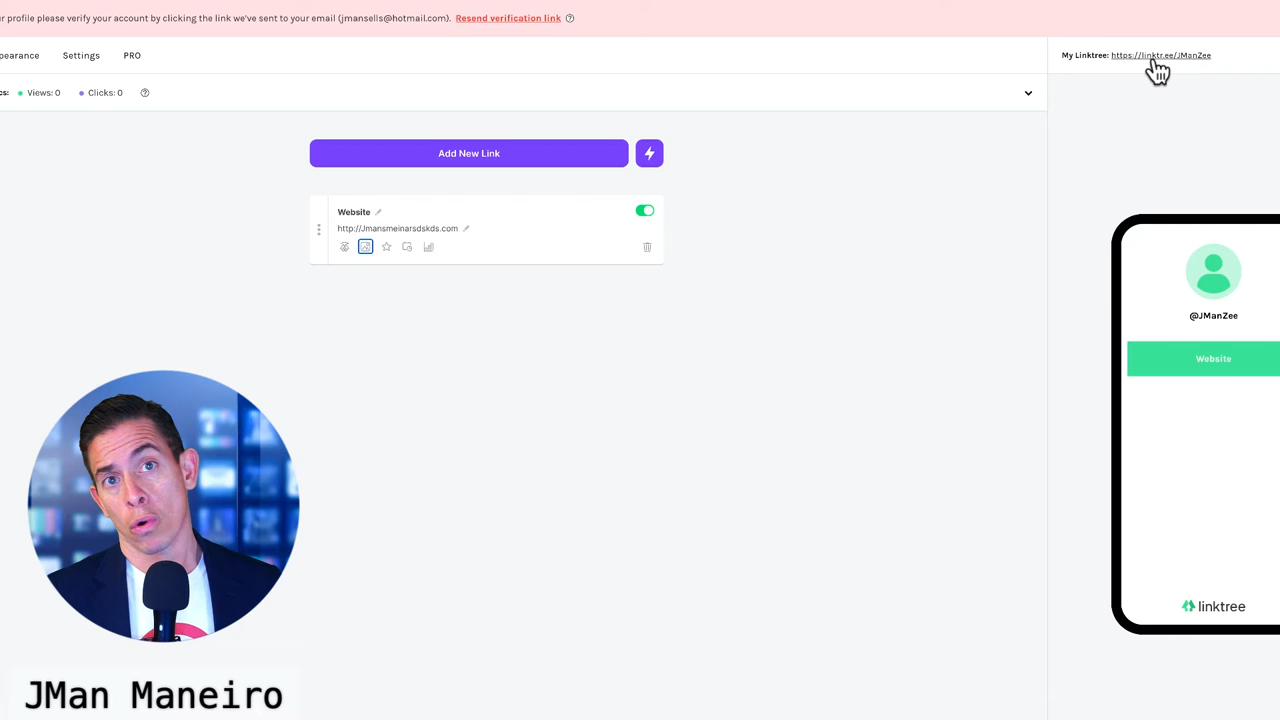 r profile please verify your account by clicking the link we've sent to your email (jmansells@hotmail.com). Resend verification link
pearance Settings PRO
My Linktree: https://linktr.ee/JManZee
cs: Views: 0 Clicks: 0
Add New Link
Website
http://Jmansmeinarsdskds.com
@JManZee
Website
linktree
JMan Maneiro